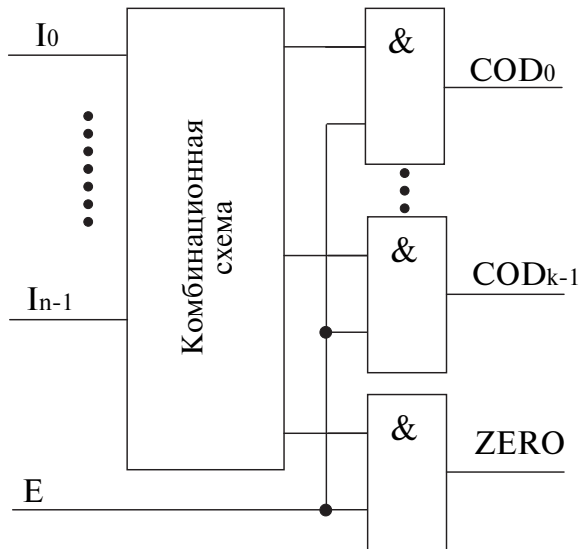 I0
&
COD0
Комбинационная
схема
&
CODk-1
In-1
&
ZERO
E